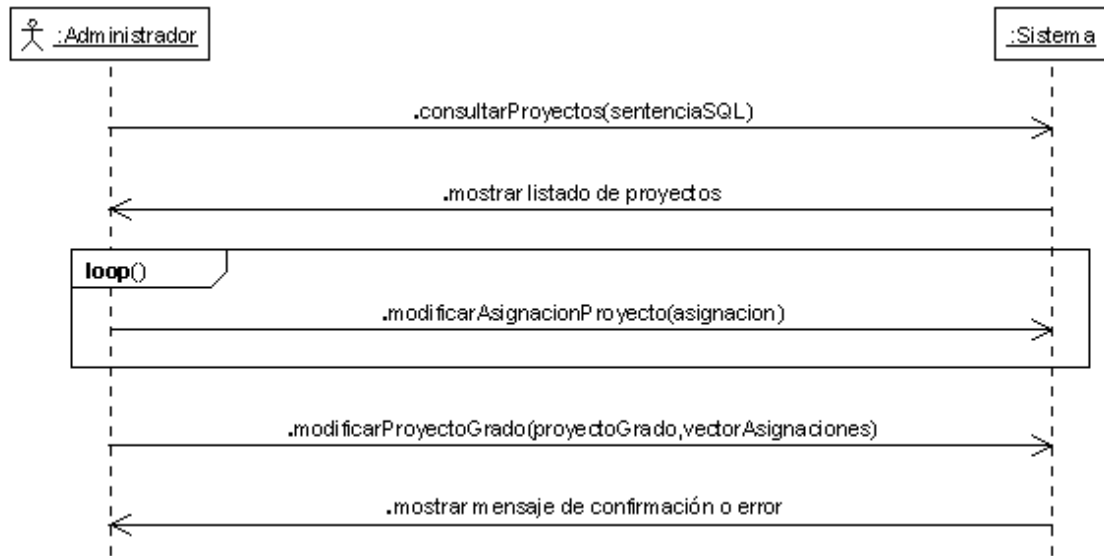 :Administrador
:Sistema
.consultarProyectos(sentenciaSQL)
.mostrar listado de proyectos
loop()
.modificarAsignacionProyecto(asignacion)
.modificarProyectoGrado(proyectoGrado,vectorAsignaciones)
.mostrar mensaje de confirmación o error